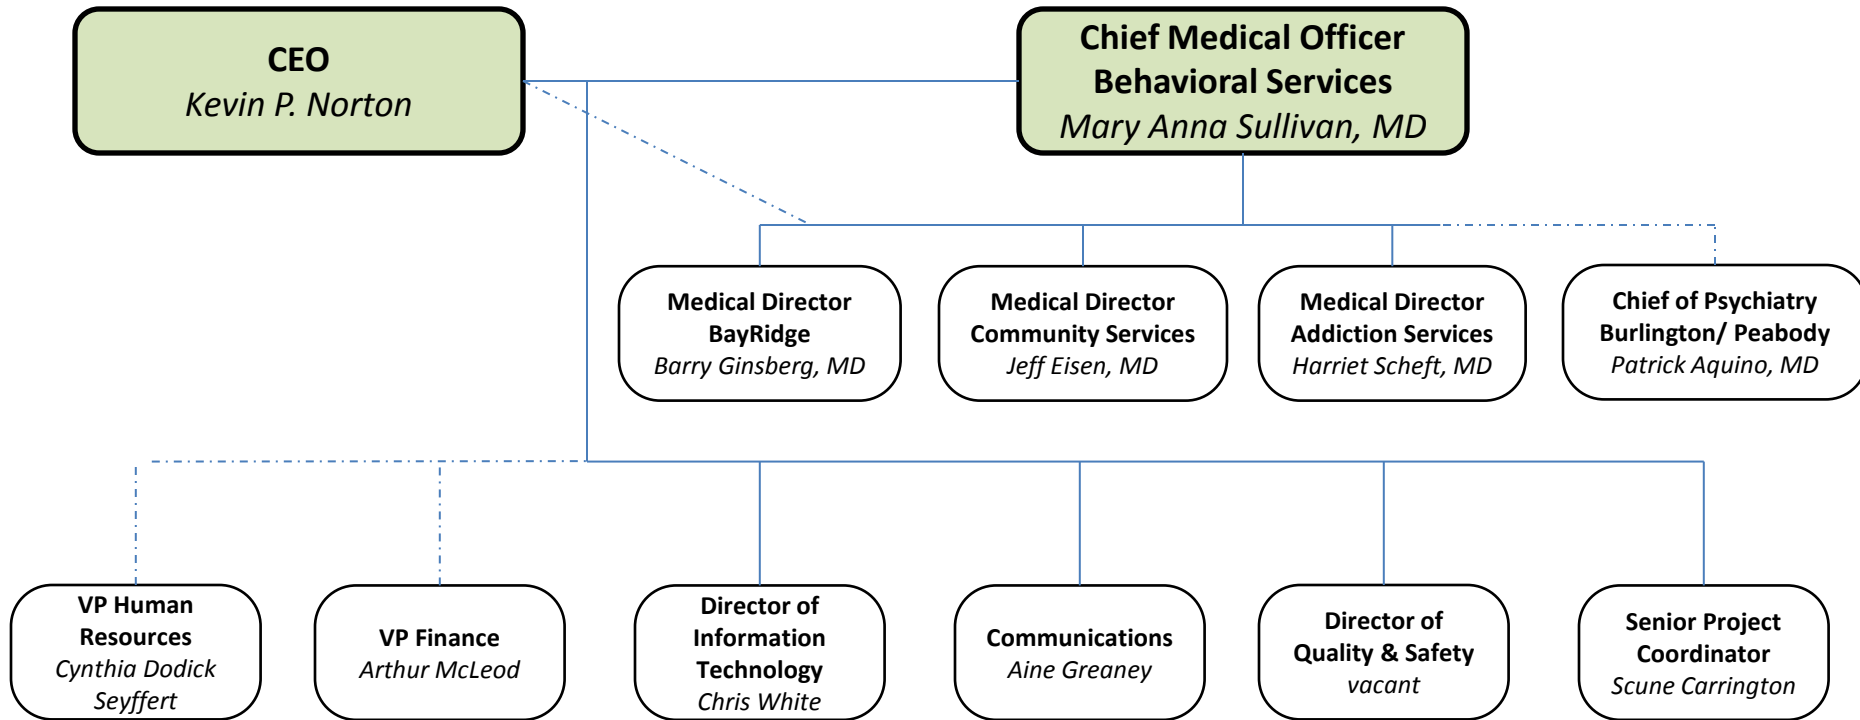 CEO
Kevin P. Norton
Chief Medical Officer
Behavioral Services
Mary Anna Sullivan, MD
Medical Director
BayRidge
Barry Ginsberg, MD
Medical Director
Community Services
Jeff Eisen, MD
Medical Director
Addiction Services
Harriet Scheft, MD
Chief of Psychiatry
Burlington/ Peabody
Patrick Aquino, MD
VP Human
Resources
Cynthia Dodick
Seyffert
VP Finance
Arthur McLeod
Director of
Information
Technology
Chris White
Communications
Aine Greaney
Director of
Quality & Safety
vacant
Senior Project
Coordinator
Scune Carrington